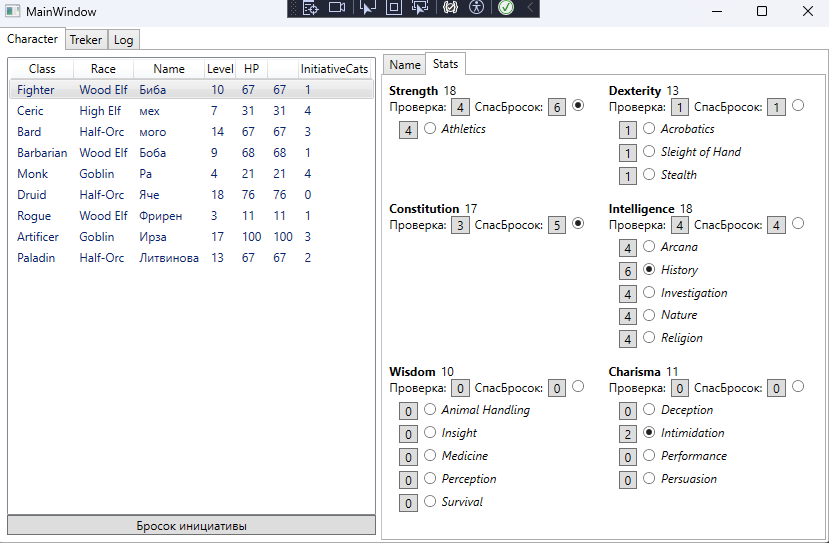 MainWindow
Character Treker Log
Class Race Name Level HP InitiativeCats
Fighter Wood Elf Биба 10 67 67 1
Ceric High Elf мех 7 31 31 4
Bard Half-Orc мого 14 67 67 3
Barbarian Wood Elf Боба 9 68 68 1
Monk Goblin Ра 4 21 21 4
Druid Half-Orc Яче 18 76 76 0
Rogue Wood Elf Фрирен 3 11 11 1
Artificer Goblin Ирза 17 100 100 3
Paladin Half-Orc Литвинова 13 67 67 2
Бросок инициативы
Name Stats
Strength 18
Проверка: 4 СпасБросок: 6
4 Athletics
Dexterity 13
Проверка: 1 СпасБросок: 1
1 Acrobatics
1 Sleight of Hand
1 Stealth
Constitution 17
Проверка: 3 СпасБросок: 5
Intelligence 18
Проверка: 4 СпасБросок: 4
4 Arcana
6 History
4 Investigation
4 Nature
4 Religion
Wisdom 10
Проверка: 0 СпасБросок: 0
0 Animal Handling
0 Insight
0 Medicine
0 Perception
0 Survival
Charisma 11
Проверка: 0 СпасБросок: 0
0 Deception
2 Intimidation
0 Performance
0 Persuasion